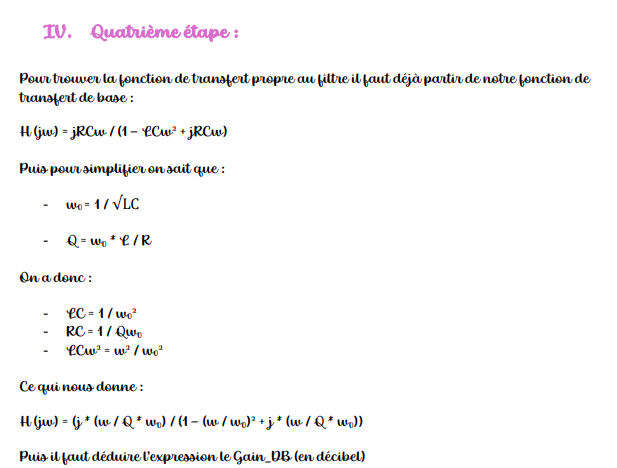 IV. Quatrième étape :
Pour trouver la fonction de transfert propre au filtre il faut déjà partir de notre fonction de
transfert de base :
H (jw) = jRCw / (1 – LCw² + jRCw)
Puis pour simplifier on sait que :
- w₀ = 1 / √LC
- Q = w₀ * L / R
On a donc :
- LC = 1 / w₀²
- RC = 1 / Qw₀
- LCw² = w² / w₀²
Ce qui nous donne :
H (jw) = (j * (w / Q * w₀) / (1 – (w / w₀)² + j * (w / Q * w₀))
Puis il faut déduire l'expression le Gain_DB (en décibel)